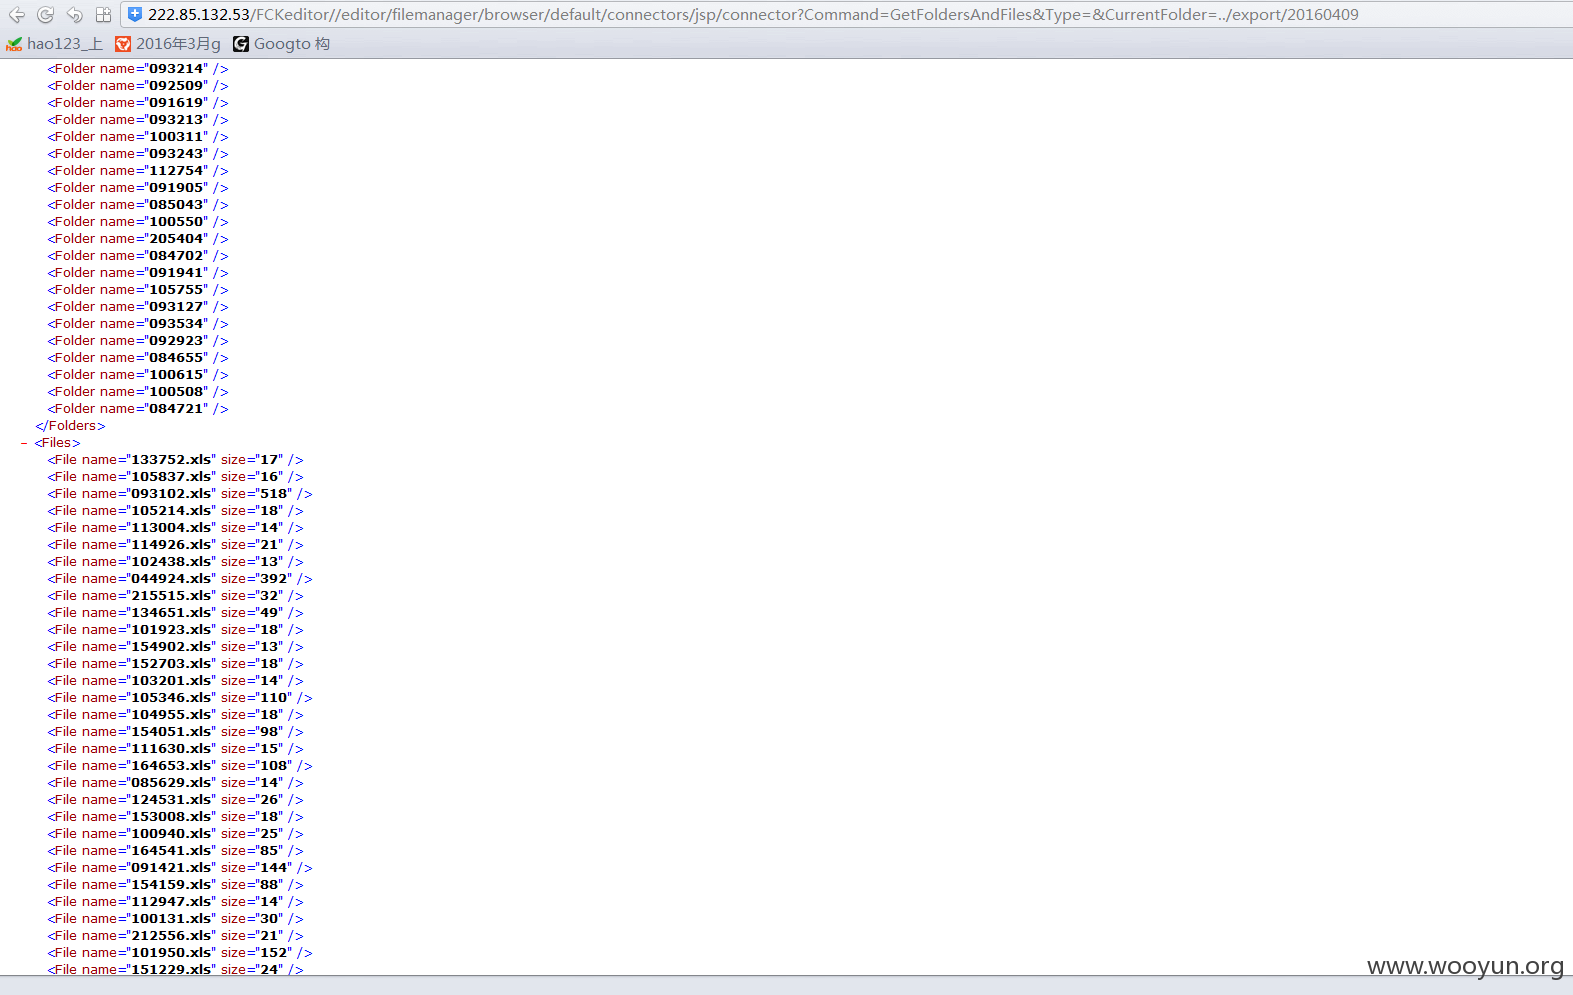 222.85.132.53/FCKeditor//editor/filemanager/browser/default/connectors/jsp/connector?Command=GetFoldersAndFiles&Type=&CurrentFolder=../export/20160409
hao123_上 2016年3月g Googto 构
<Folder name="093214" />
<Folder name="092509" />
<Folder name="091619" />
<Folder name="093213" />
<Folder name="100311" />
<Folder name="093243" />
<Folder name="112754" />
<Folder name="091905" />
<Folder name="085043" />
<Folder name="100550" />
<Folder name="205404" />
<Folder name="084702" />
<Folder name="091941" />
<Folder name="105755" />
<Folder name="093127" />
<Folder name="093534" />
<Folder name="092923" />
<Folder name="084655" />
<Folder name="100615" />
<Folder name="100508" />
<Folder name="084721" />
</Folders>
- <Files>
<File name="133752.xls" size="17" />
<File name="105837.xls" size="16" />
<File name="093102.xls" size="518" />
<File name="105214.xls" size="18" />
<File name="113004.xls" size="14" />
<File name="114926.xls" size="21" />
<File name="102438.xls" size="13" />
<File name="044924.xls" size="392" />
<File name="215515.xls" size="32" />
<File name="134651.xls" size="49" />
<File name="101923.xls" size="18" />
<File name="154902.xls" size="13" />
<File name="152703.xls" size="18" />
<File name="103201.xls" size="14" />
<File name="105346.xls" size="110" />
<File name="104955.xls" size="18" />
<File name="154051.xls" size="98" />
<File name="111630.xls" size="15" />
<File name="164653.xls" size="108" />
<File name="085629.xls" size="14" />
<File name="124531.xls" size="26" />
<File name="153008.xls" size="18" />
<File name="100940.xls" size="25" />
<File name="164541.xls" size="85" />
<File name="091421.xls" size="144" />
<File name="154159.xls" size="88" />
<File name="112947.xls" size="14" />
<File name="100131.xls" size="30" />
<File name="212556.xls" size="21" />
<File name="101950.xls" size="152" />
<File name="151229.xls" size="24" />
www.wooyun.org